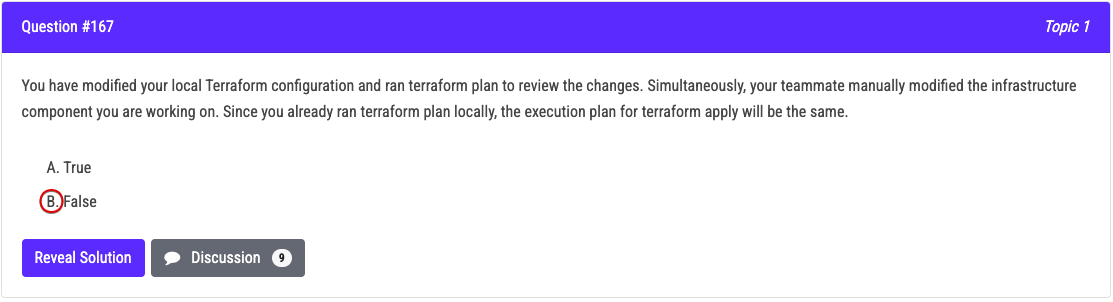 Question #167
Topic 1
You have modified your local Terraform configuration and ran terraform plan to review the changes. Simultaneously, your teammate manually modified the infrastructure
component you are working on. Since you already ran terraform plan locally, the execution plan for terraform apply will be the same.
A. True
B. False
Reveal Solution
Discussion 9